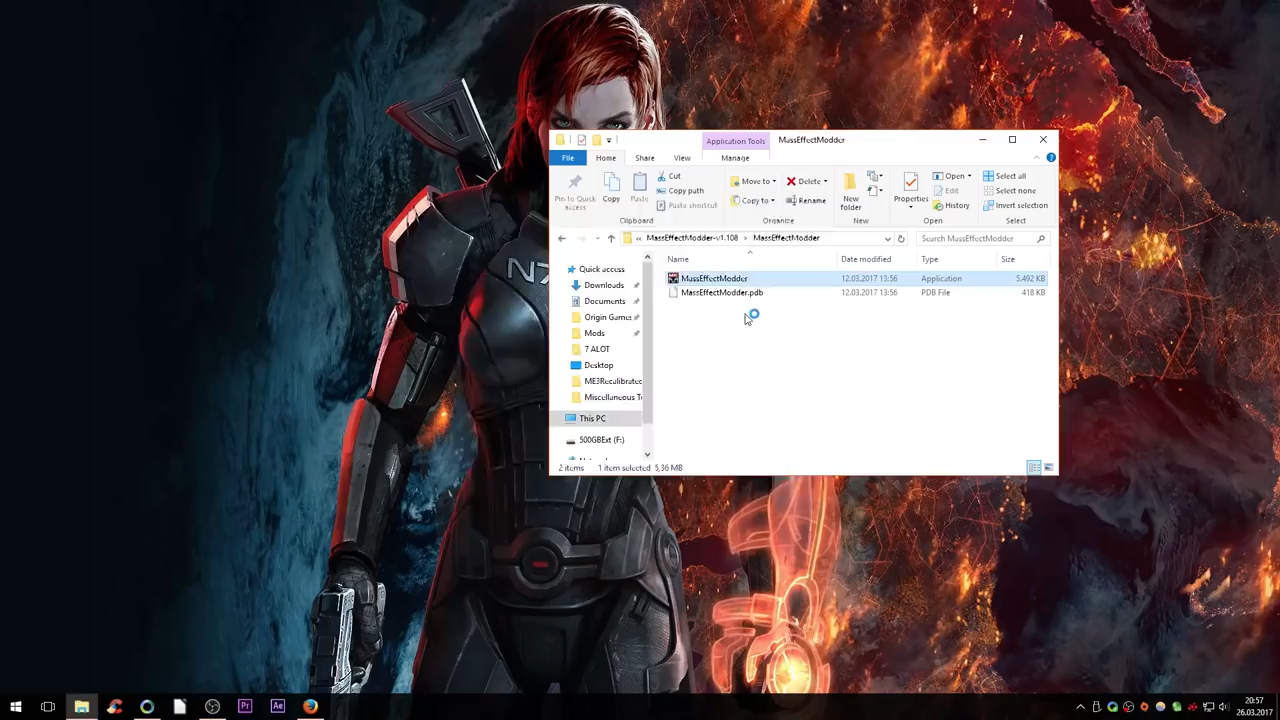 Application Tools MassEffectModder
File Home Share View Manage
Pin to Quick access
Copy
Paste
Cut
Copy path
Paste shortcut
Clipboard
Move to
Copy to
Delete
Rename
Organize
New folder
New
Properties
Open
Edit
History
Open
Select all
Select none
Invert selection
Select
« MassEffectModder-v1.108 › MassEffectModder
Search MassEffectModder
Name Date modified Type Size
MassEffectModder 12.03.2017 13:56 Application 5.492 KB
MassEffectModder.pdb 12.03.2017 13:56 PDB File 418 KB
Quick access
Downloads
Documents
Origin Games
Mods
7 ALOT
Desktop
ME3Recalibrated
Miscellaneous T
This PC
500GBExt (F:)
2 items 1 item selected 5,36 MB
N7
Pr Ae
20:57
26.03.2017